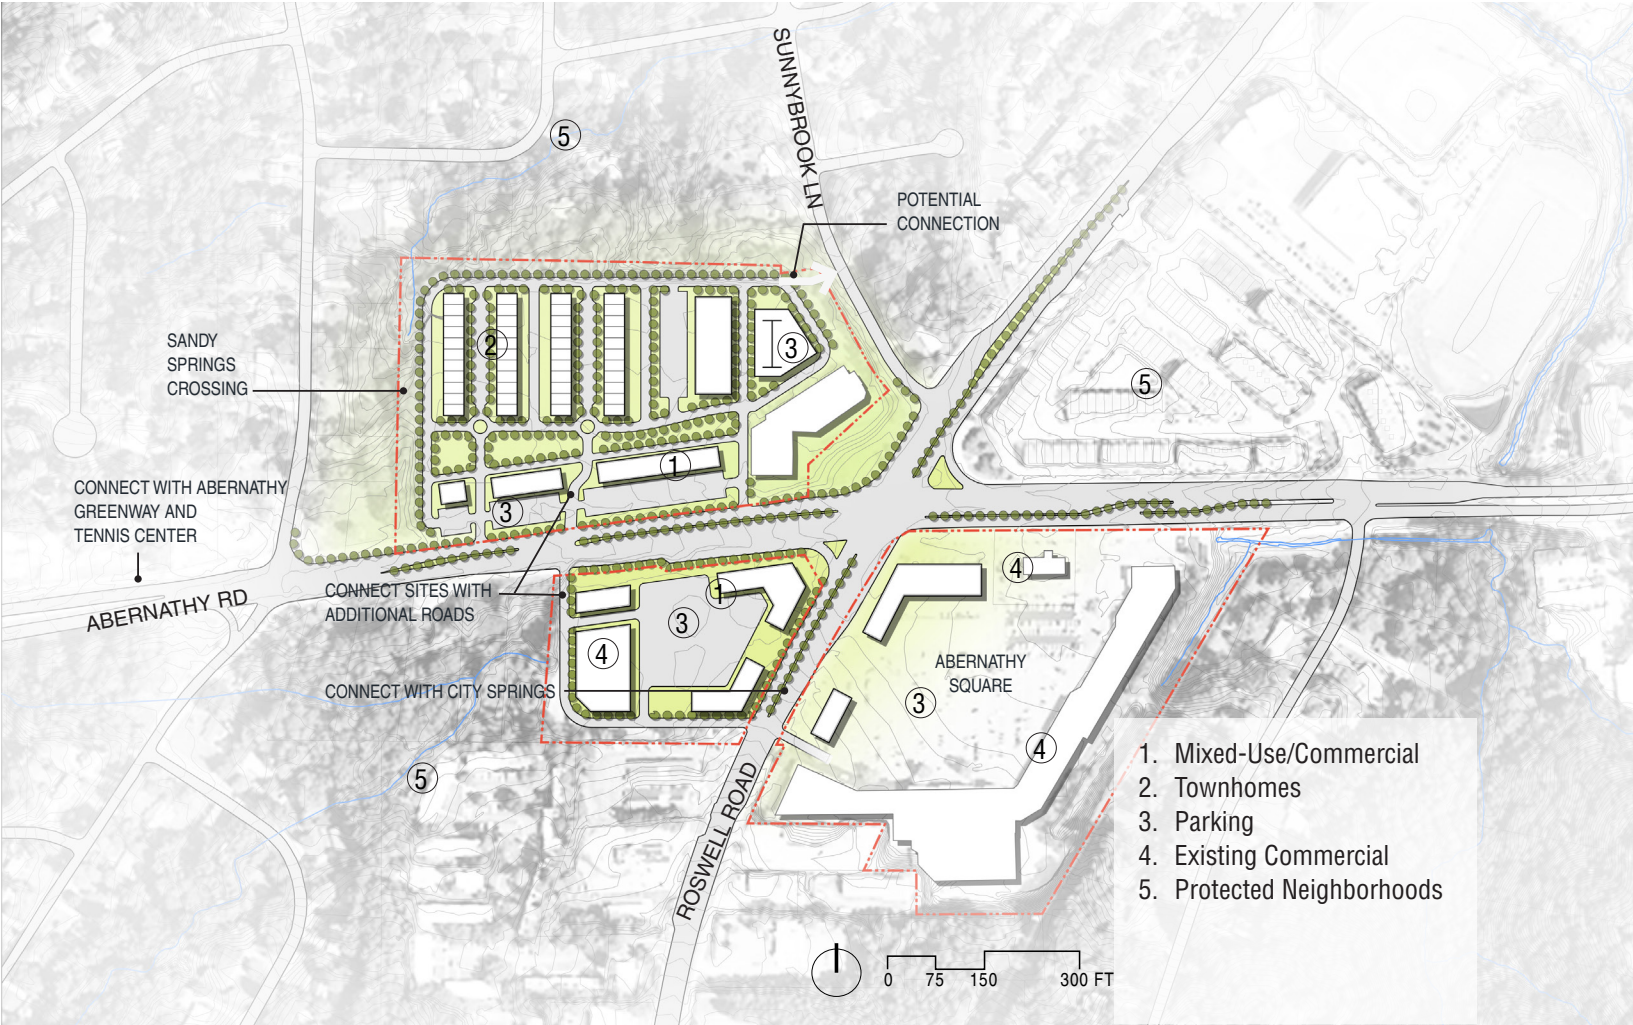 SUNNYBROOK LN
5
POTENTIAL
CONNECTION
SANDY
SPRINGS
CROSSING
2
3
5
1
3
CONNECT WITH ABERNATHY
GREENWAY AND
TENNIS CENTER
ABERNATHY RD
CONNECT SITES WITH
ADDITIONAL ROADS
1
3
4
4
CONNECT WITH CITY SPRINGS
ABERNATHY
SQUARE
3
4
5
ROSWELL ROAD
1. Mixed-Use/Commercial
2. Townhomes
3. Parking
4. Existing Commercial
5. Protected Neighborhoods
0 75 150 300 FT